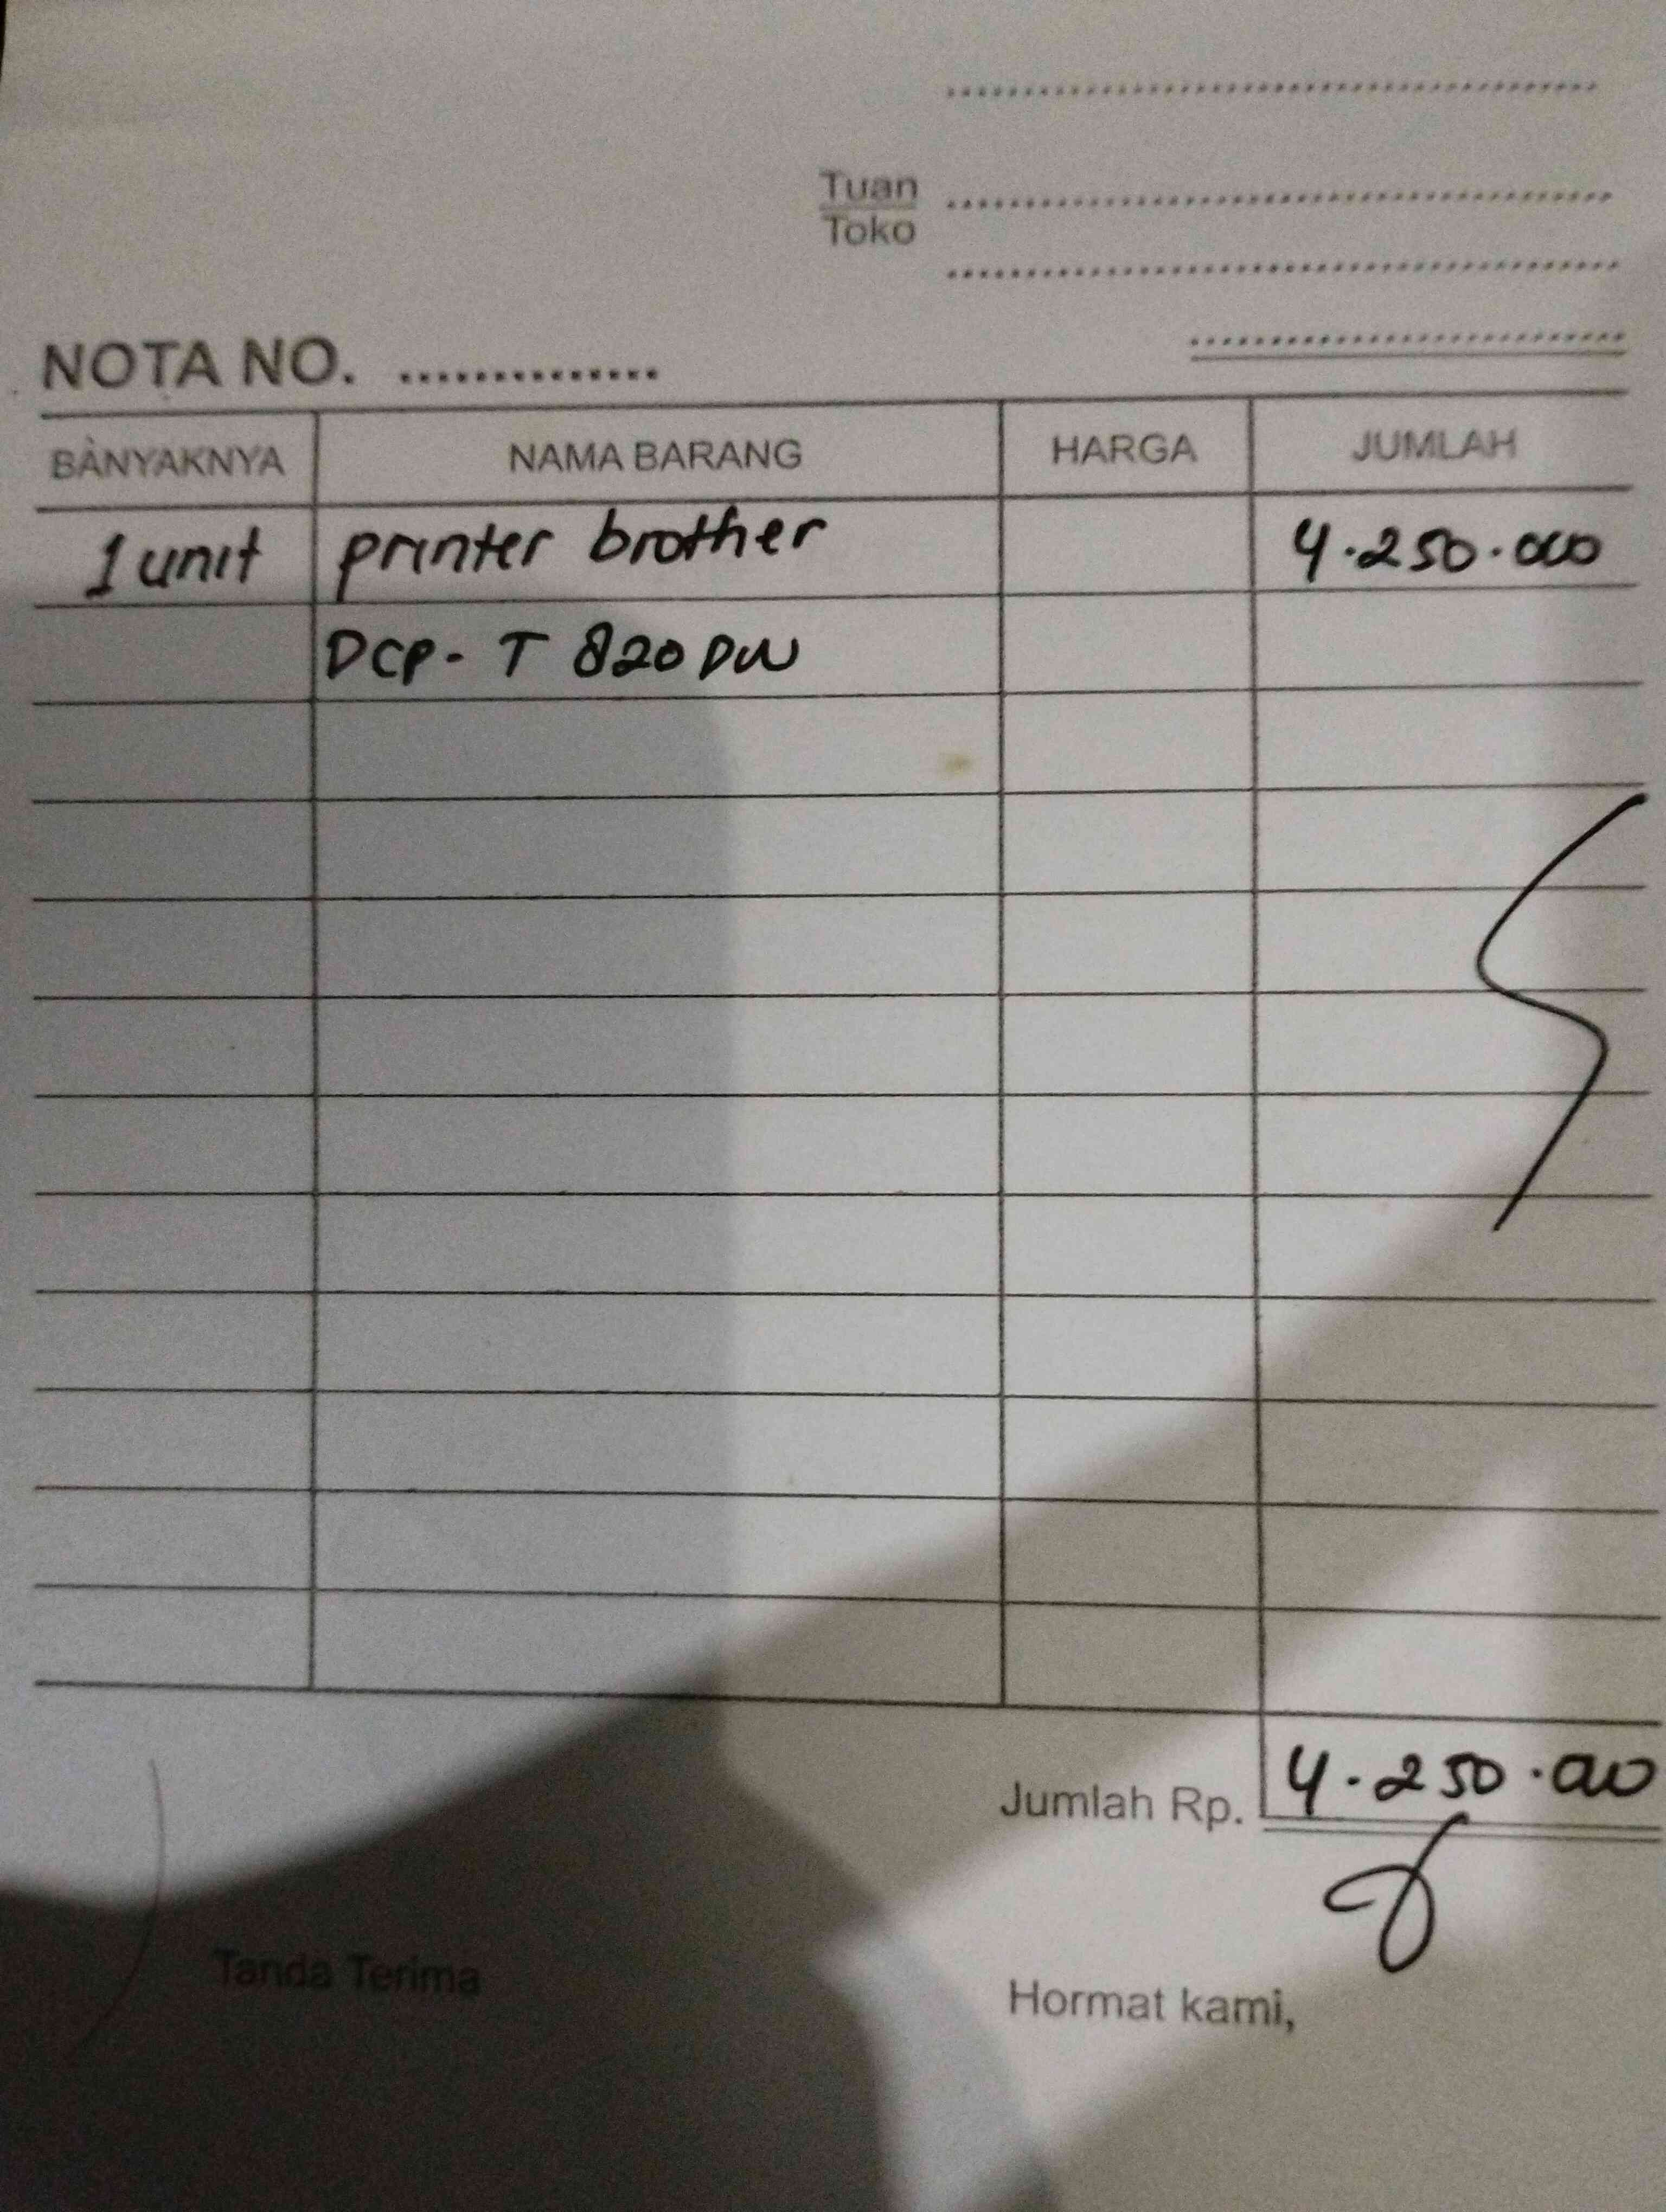 Tuan
Toko
NOTA NO. ..............
BANYAKNYA NAMA BARANG HARGA JUMLAH
1 unit printer brother 4.250.000
DCP- T 820 DW
Jumlah Rp. 4.250.000
Tanda Terima
Hormat kami,